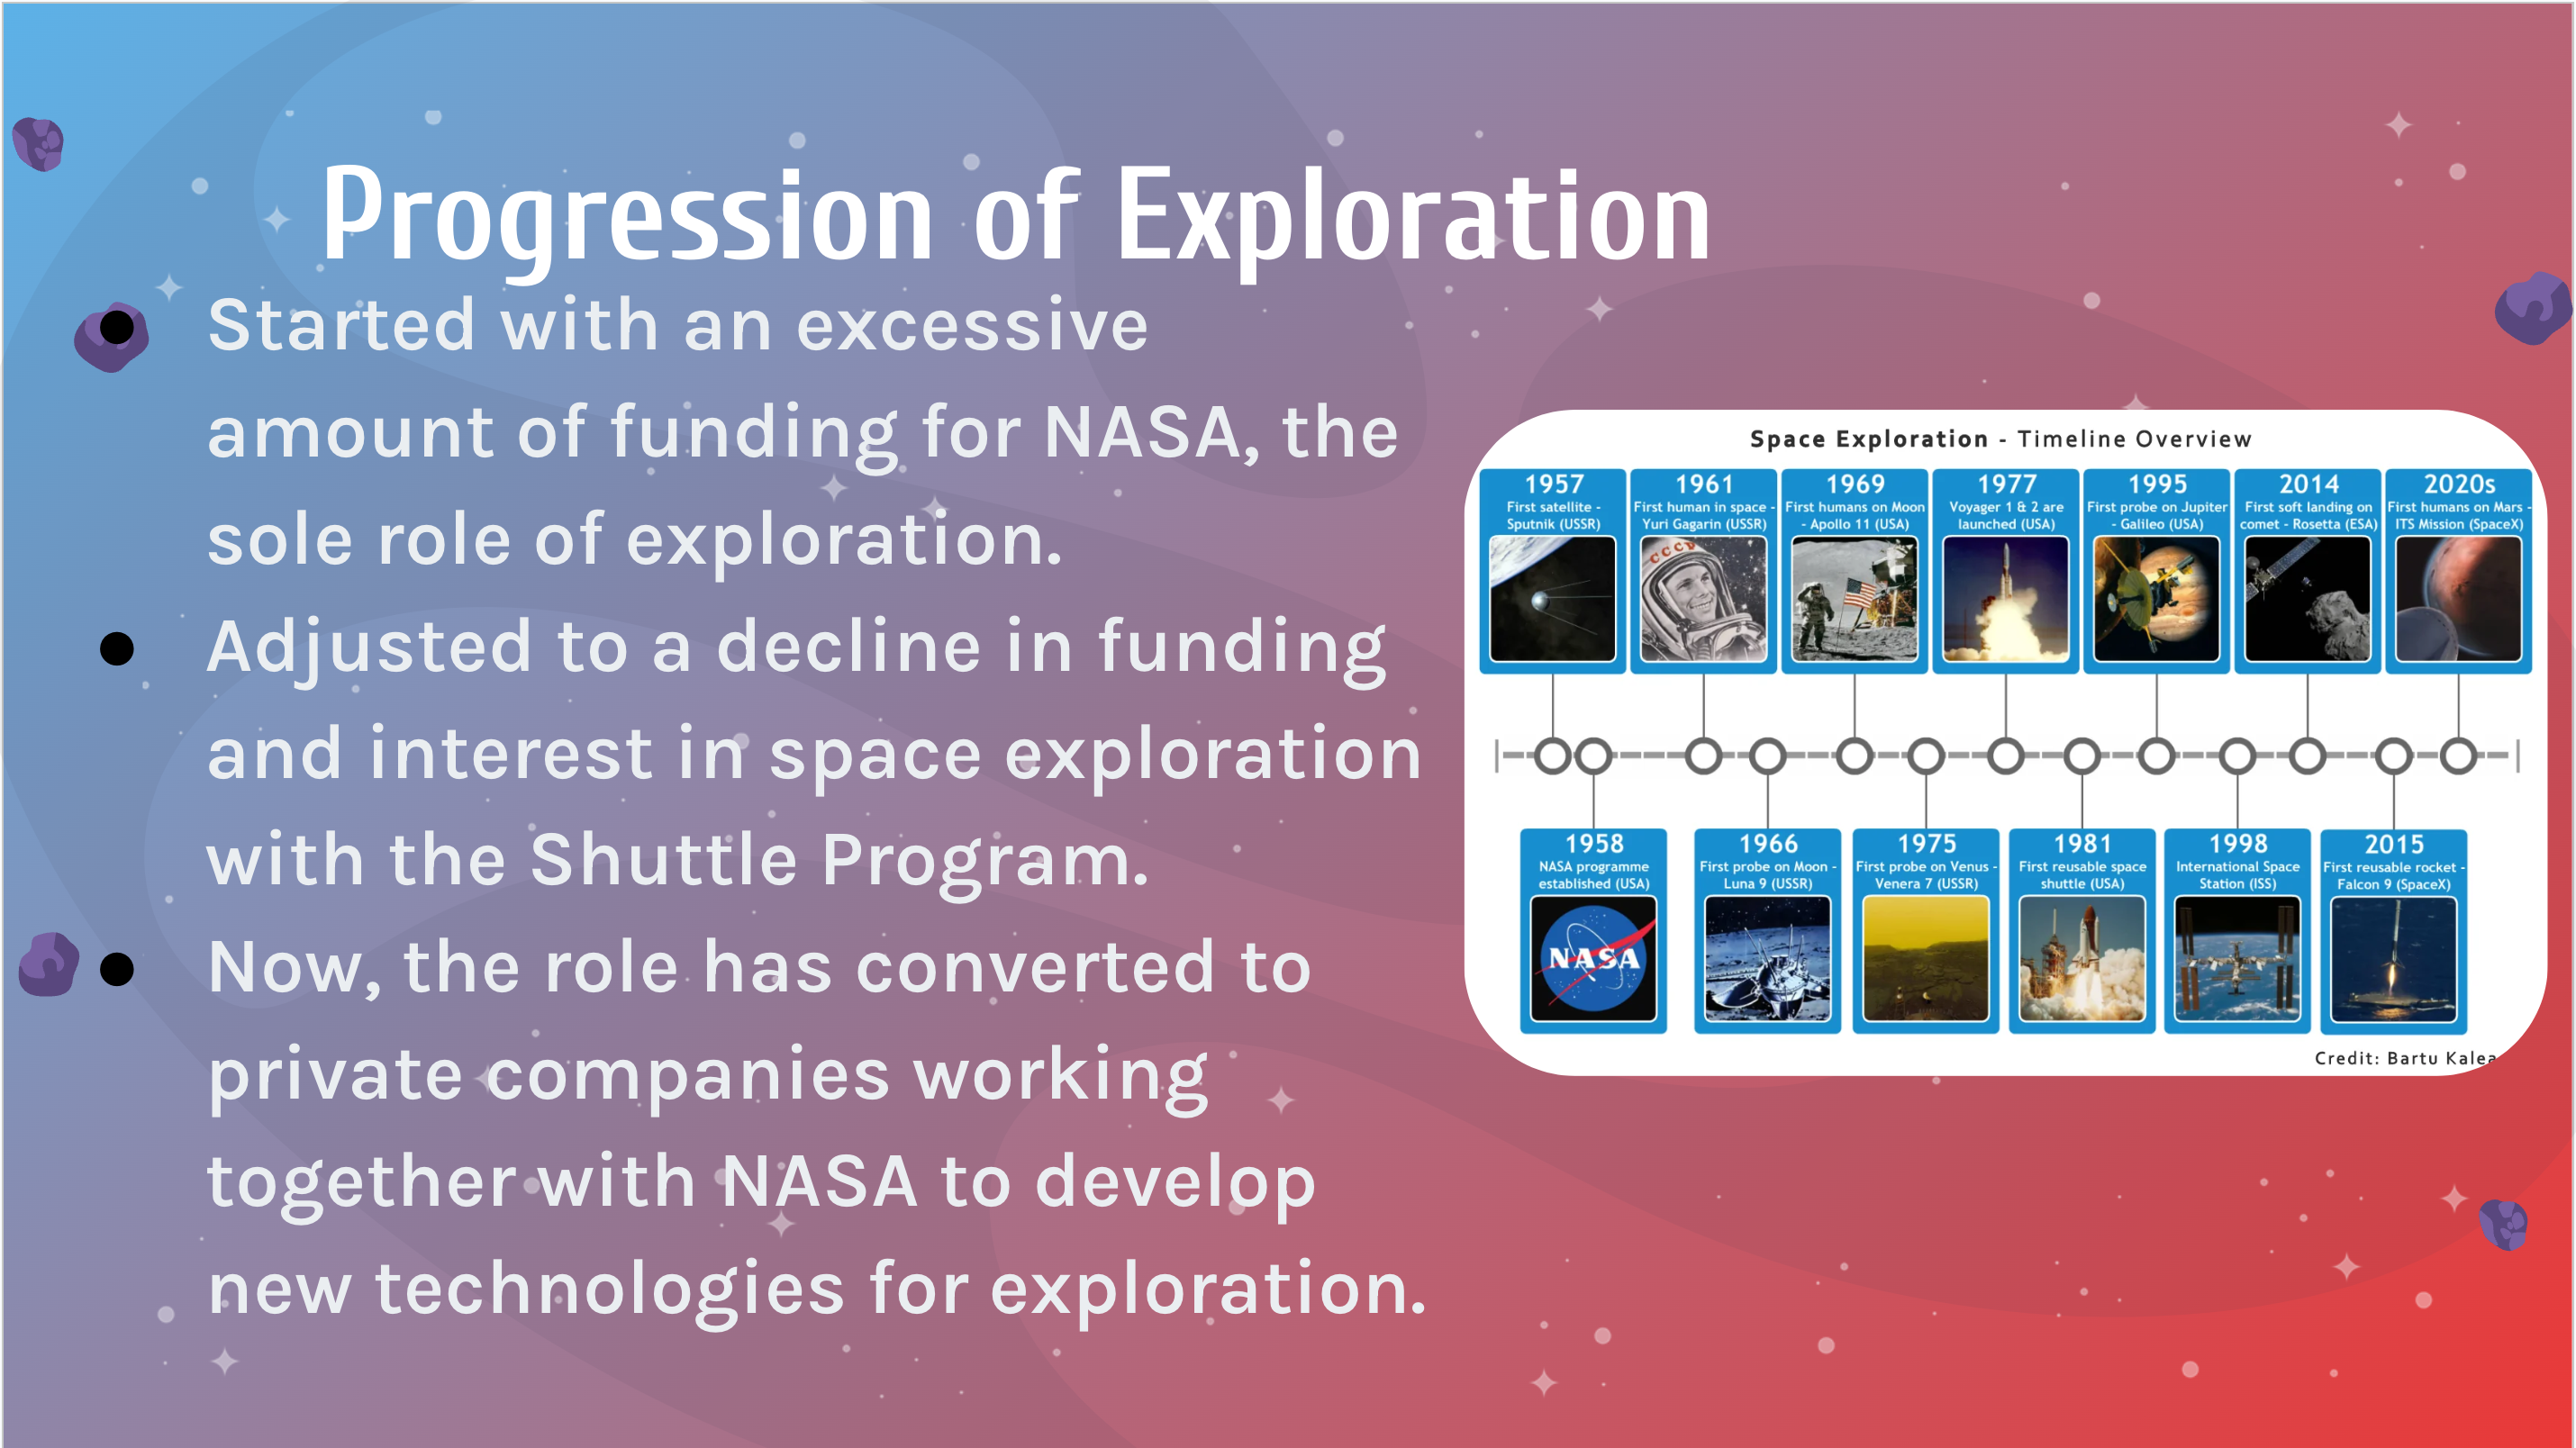 Progression of Exploration
● Started with an excessive
amount of funding for NASA, the
sole role of exploration.
● Adjusted to a decline in funding
and interest in space exploration
with the Shuttle Program.
● Now, the role has converted to
private companies working
together with NASA to develop
new technologies for exploration.
Space Exploration - Timeline Overview
1957
First satellite -
Sputnik (USSR)
1961
First human in space -
Yuri Gagarin (USSR)
CCCP
1969
First humans on Moon
- Apollo 11 (USA)
1977
Voyager 1 & 2 are
launched (USA)
1995
First probe on Jupiter
- Galileo (USA)
2014
First soft landing on
comet - Rosetta (ESA)
2020s
First humans on Mars -
ITS Mission (SpaceX)
1958
NASA programme
established (USA)
NASA
1966
First probe on Moon -
Luna 9 (USSR)
1975
First probe on Venus -
Venera 7 (USSR)
1981
First reusable space
shuttle (USA)
1998
International Space
Station (ISS)
2015
First reusable rocket -
Falcon 9 (SpaceX)
Credit: Bartu